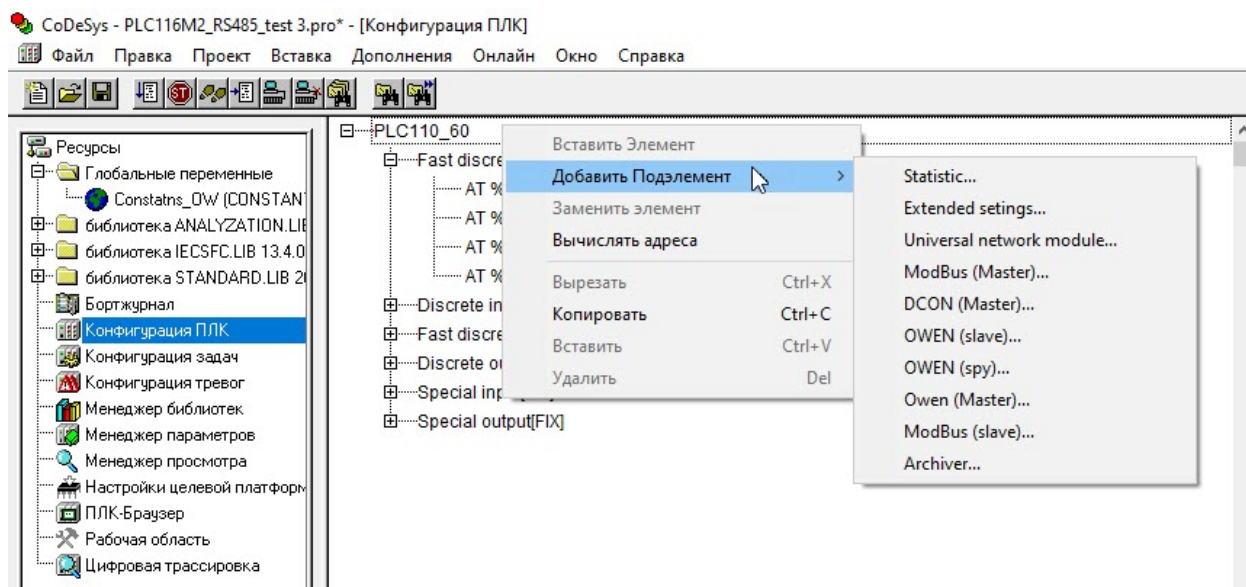 CoDeSys - PLC116M2_RS485_test 3.pro* - [Конфигурация ПЛК]
Файл Правка Проект Вставка Дополнения Онлайн Окно Справка
Ресурсы
Глобальные переменные
Constatns_OW (CONSTAN
библиотека ANALYZATION.LIB
библиотека IECSFC.LIB 13.4.0
библиотека STANDARD.LIB 2
Бортжурнал
Конфигурация ПЛК
Конфигурация задач
Конфигурация тревог
Менеджер библиотек
Менеджер параметров
Менеджер просмотра
Настройки целевой платформ
ПЛК-Браузер
Рабочая область
Цифровая трассировка
PLC110_60
Fast discre
AT %
AT %
AT %
AT %
Discrete in
Fast discre
Discrete ou
Special inp
Special output[FIX]
Вставить Элемент
Добавить Подэлемент
Заменить элемент
Вычислять адреса
Вырезать Ctrl+X
Копировать Ctrl+C
Вставить Ctrl+V
Удалить Del
Statistic...
Extended setings...
Universal network module...
ModBus (Master)...
DCON (Master)...
OWEN (slave)...
OWEN (spy)...
Owen (Master)...
ModBus (slave)...
Archiver...